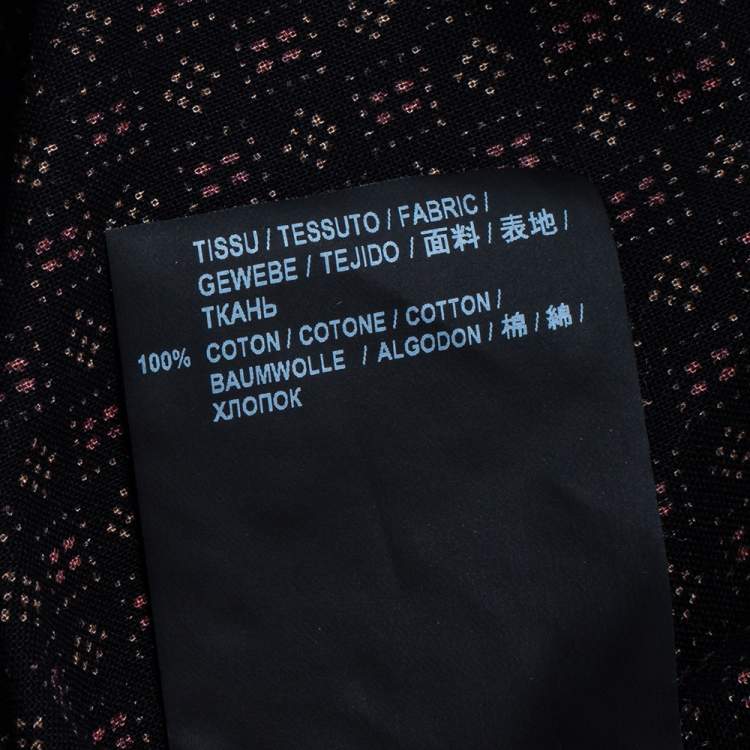 TISSU / TESSUTO / FABRIC /
GEWEBE / TEJIDO / 面料 / 表地 /
ТКАНЬ
100% COTON / COTONE / COTTON /
BAUMWOLLE / ALGODON / 棉 / 綿 /
ХЛОПОК